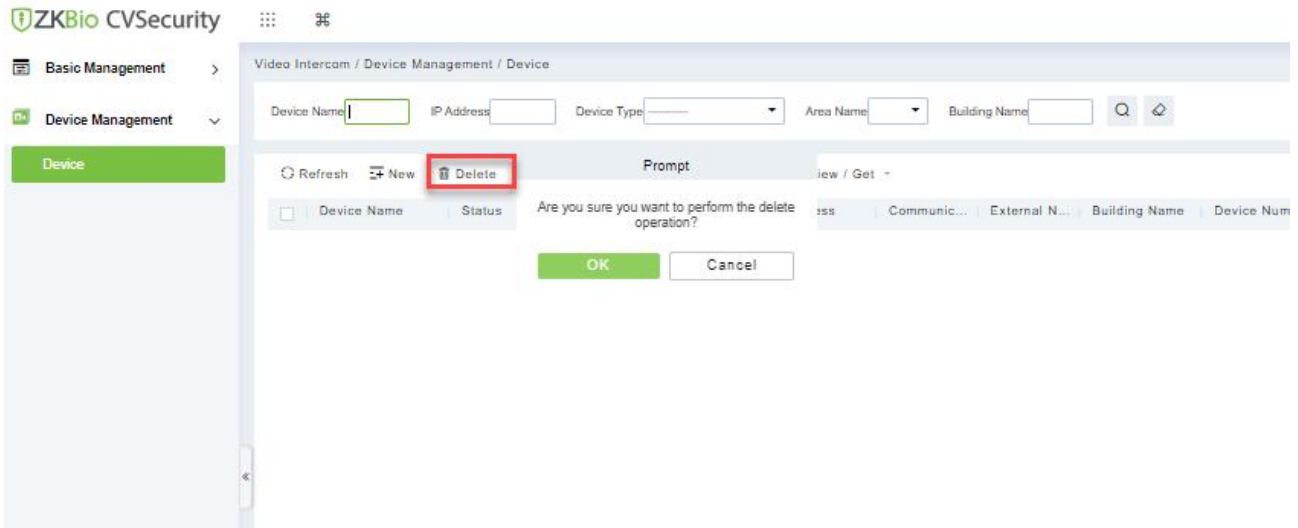 ZKBio CVSecurity
Basic Management
Device Management
Device
Video Intercom / Device Management / Device
Device Name IP Address Device Type --------- Area Name Building Name
Refresh New Delete iew / Get
Prompt
Device Name Status ess Communic... External N... Building Name Device Num
Are you sure you want to perform the delete
operation?
OK Cancel